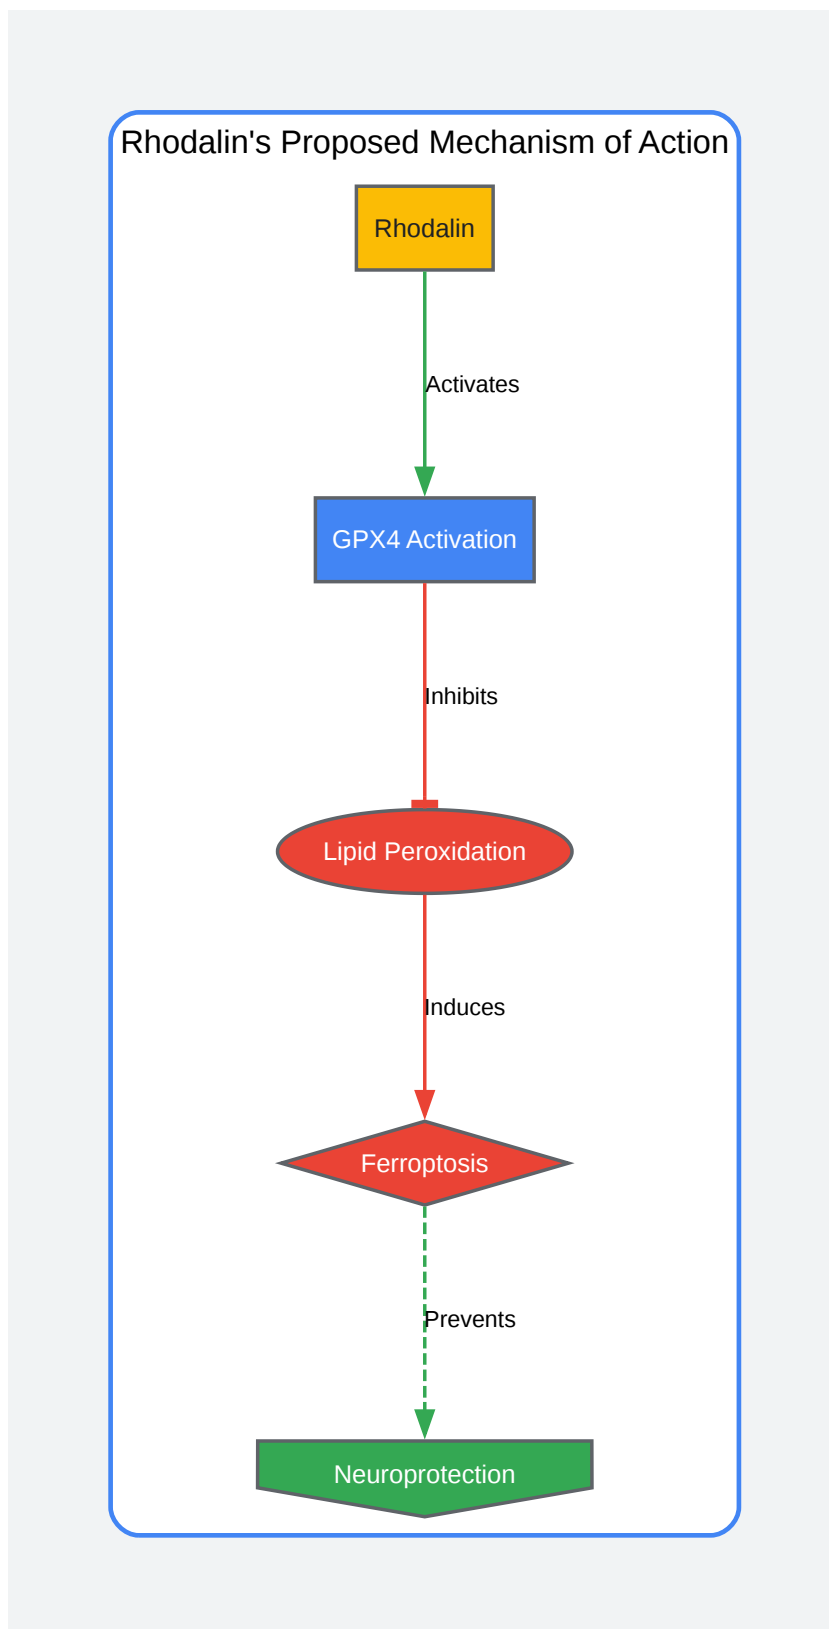 Rhodalin's Proposed Mechanism of Action
Rhodalin
Activates
GPX4 Activation
Inhibits
Lipid Peroxidation
Induces
Ferroptosis
Prevents
Neuroprotection